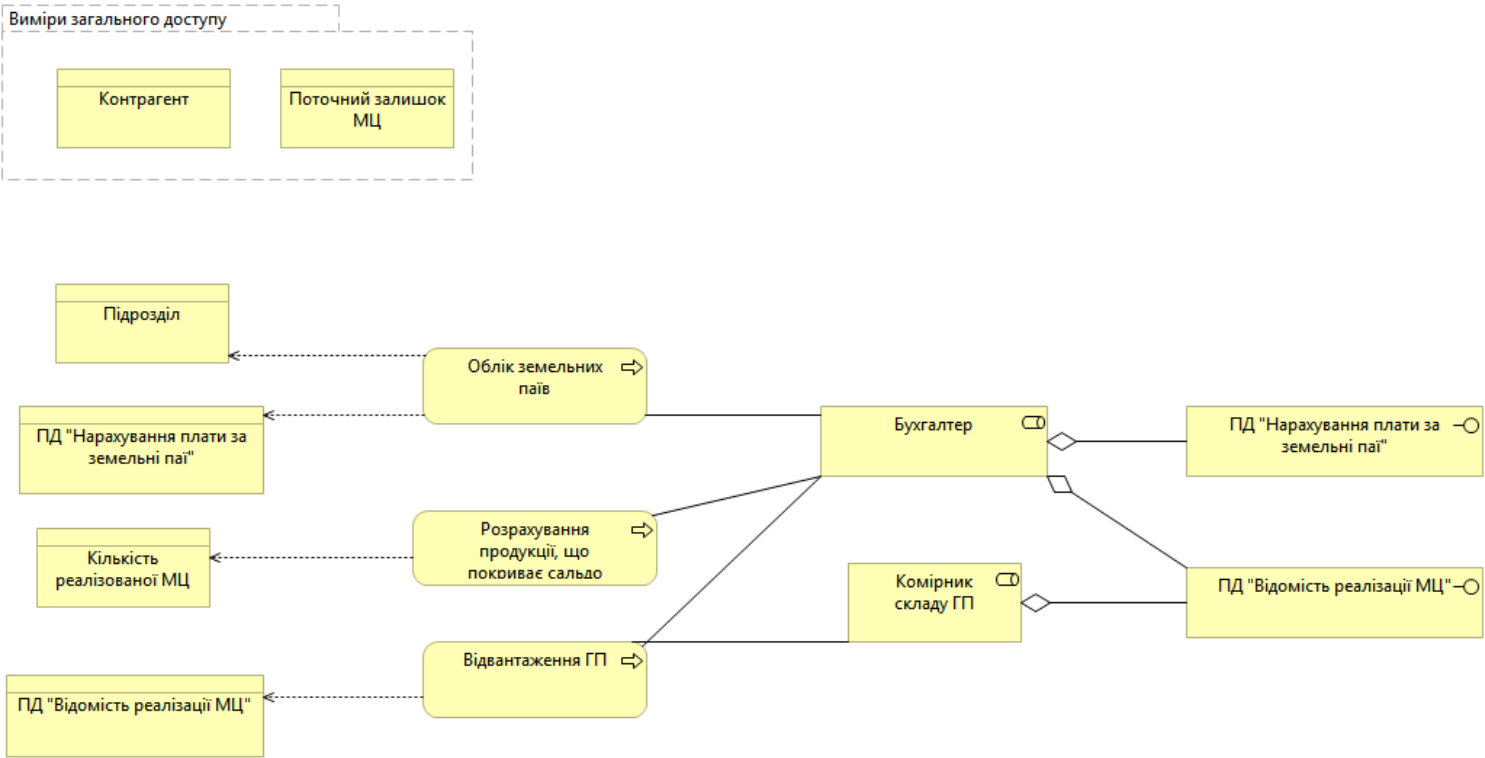 Виміри загального доступу
Контрагент
Поточний залишок
МЦ
Підрозділ
Облік земельних
паїв
ПД "Нарахування плати за
земельні паї"
Бухгалтер
ПД "Нарахування плати за
земельні паї"
Кількість
реалізованої МЦ
Розрахування
продукції, що
покриває сальдо
Комірник
складу ГП
ПД "Відомість реалізації МЦ"
Відвантаження ГП
ПД "Відомість реалізації МЦ"